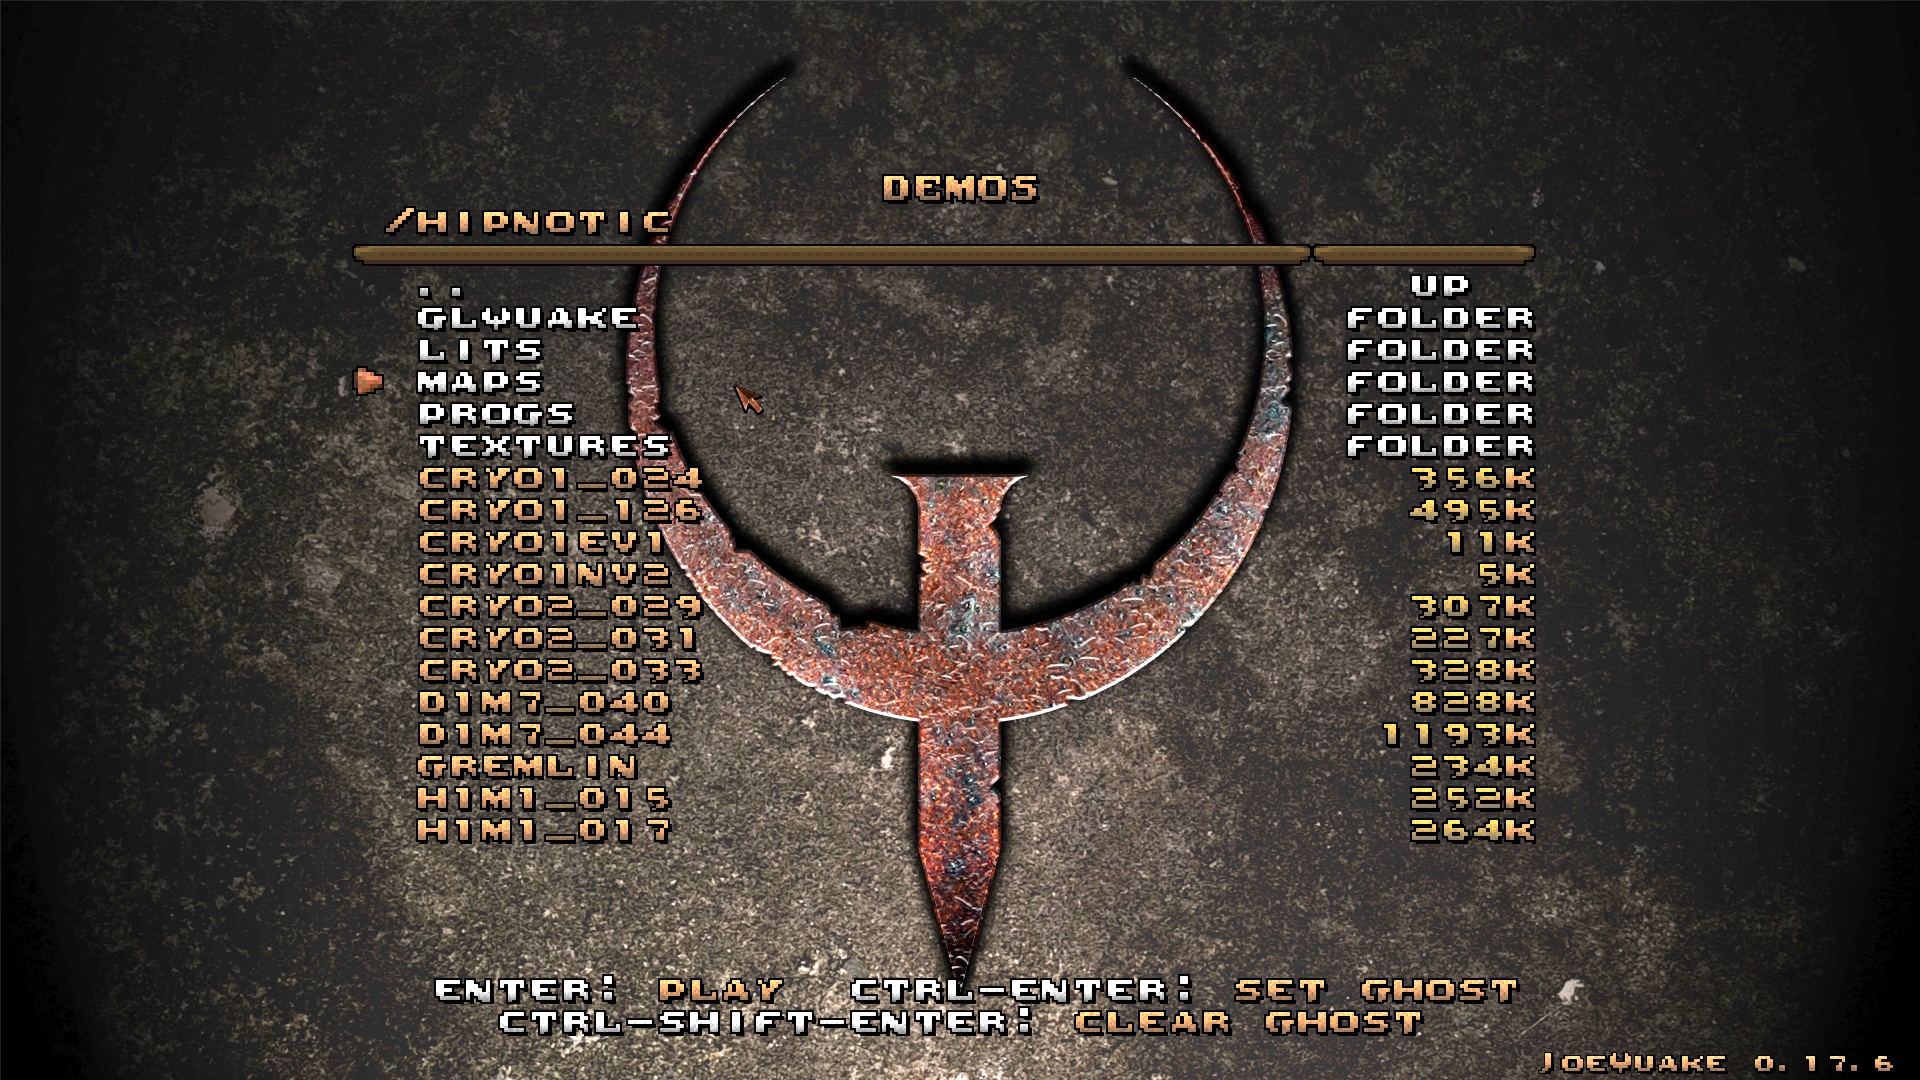 DEMOS
/HIPNOTIC
.. UP
GLQUAKE FOLDER
LITS FOLDER
MAPS FOLDER
PROGS FOLDER
TEXTURES FOLDER
CRYO1_024 356K
CRYO1_126 495K
CRYO1EV1 11K
CRYO1NV2 5K
CRYO2_029 307K
CRYO2_031 227K
CRYO2_033 328K
D1M7_040 828K
D1M7_044 1193K
GREMLIN 234K
H1M1_015 252K
H1M1_017 264K
ENTER: PLAY CTRL-ENTER: SET GHOST
CTRL-SHIFT-ENTER: CLEAR GHOST
JOEQUAKE 0.17.6